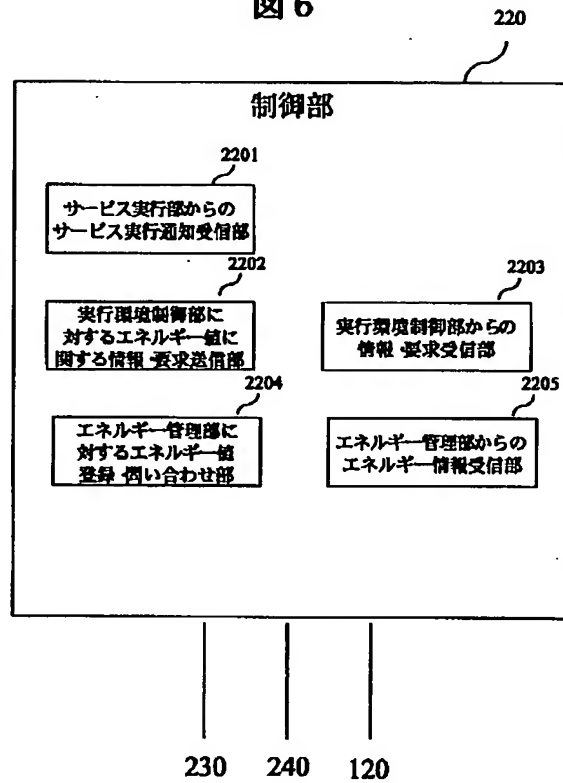 図6
220
制御部
2201
サービス実行部からの
サービス実行通知受信部
2202
実行環境制御部に
対するエネルギー値に
関する情報・要求送信部
2203
実行環境制御部からの
情報・要求受信部
2204
エネルギー管理部に
対するエネルギー値
登録・問い合わせ部
2205
エネルギー管理部からの
エネルギー情報受信部
230 240 120